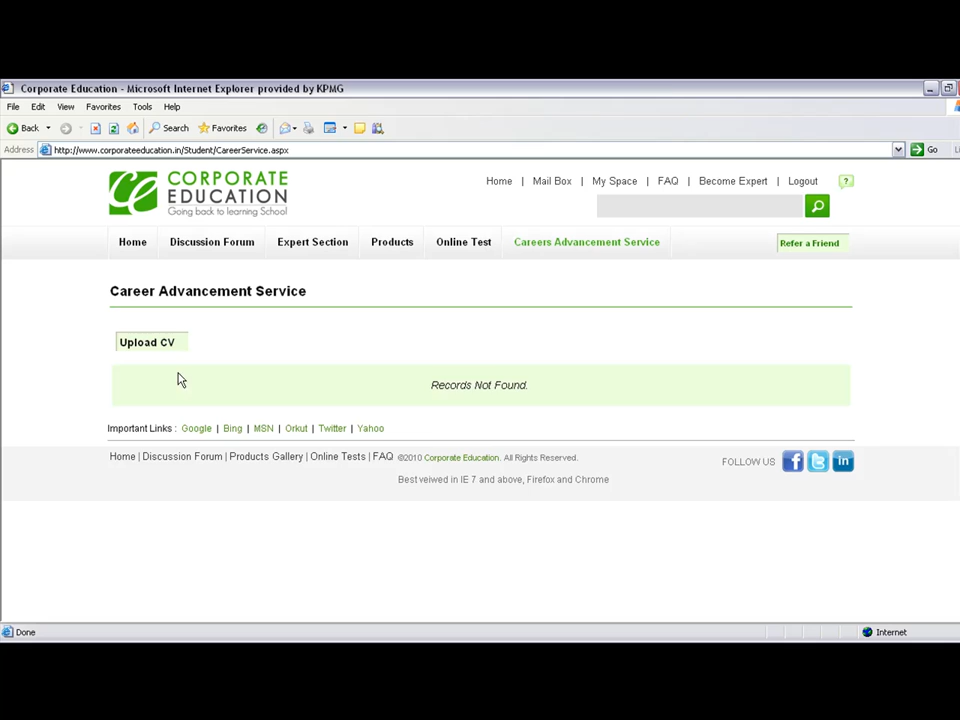 Corporate Education - Microsoft Internet Explorer provided by KPMG
File Edit View Favorites Tools Help
Back Search Favorites
Address http://www.corporateeducation.in/Student/CareerService.aspx Go
CORPORATE
EDUCATION
Going back to learning School
Home | Mail Box | My Space | FAQ | Become Expert | Logout ?
Home Discussion Forum Expert Section Products Online Test Careers Advancement Service Refer a Friend
Career Advancement Service
Upload CV
Records Not Found.
Important Links : Google | Bing | MSN | Orkut | Twitter | Yahoo
Home | Discussion Forum | Products Gallery | Online Tests | FAQ ©2010 Corporate Education. All Rights Reserved. FOLLOW US
Best veiwed in IE 7 and above, Firefox and Chrome
Done Internet